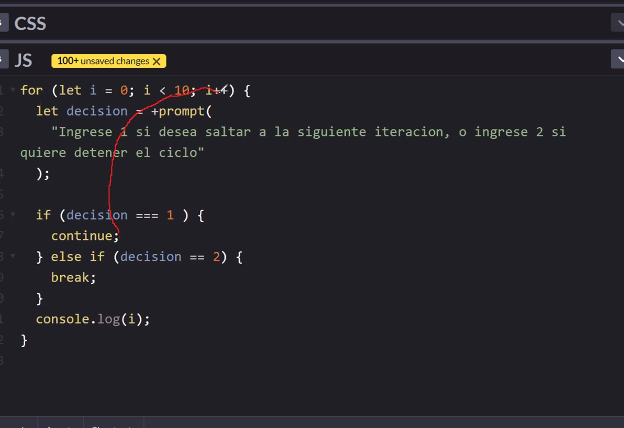 CSS
JS 100+ unsaved changes X
for (let i = 0; i < 10; i++) {
let decision = +prompt(
"Ingrese 1 si desea saltar a la siguiente iteracion, o ingrese 2 si
quiere detener el ciclo"
);
if (decision === 1 ) {
continue;
} else if (decision == 2) {
break;
}
console.log(i);
}